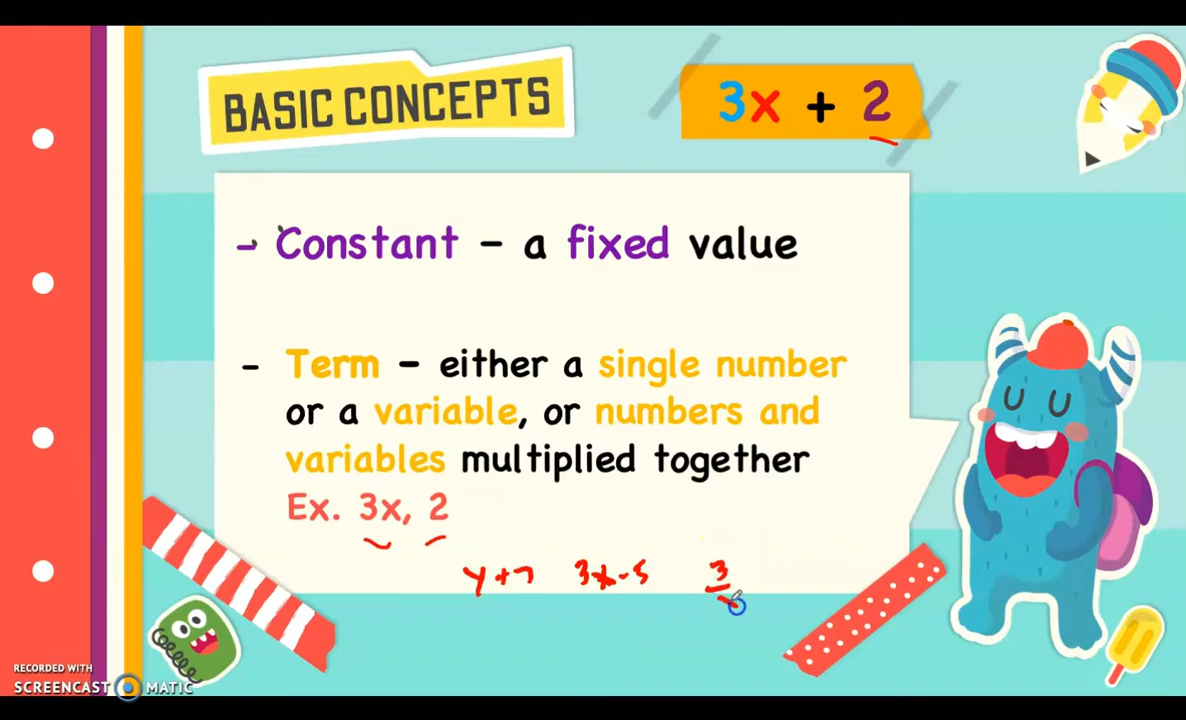 BASIC CONCEPTS
3x + 2
- Constant – a fixed value
- Term – either a single number
or a variable, or numbers and
variables multiplied together
Ex. 3x, 2
y+7 3x-5 3
RECORDED WITH
SCREENCAST MATIC